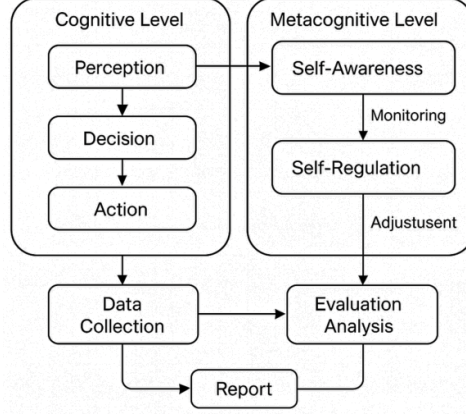 Cognitive Level
Perception
Decision
Action
Metacognitive Level
Self-Awareness
Monitoring
Self-Regulation
Adjustusent
Data
Collection
Evaluation
Analysis
Report